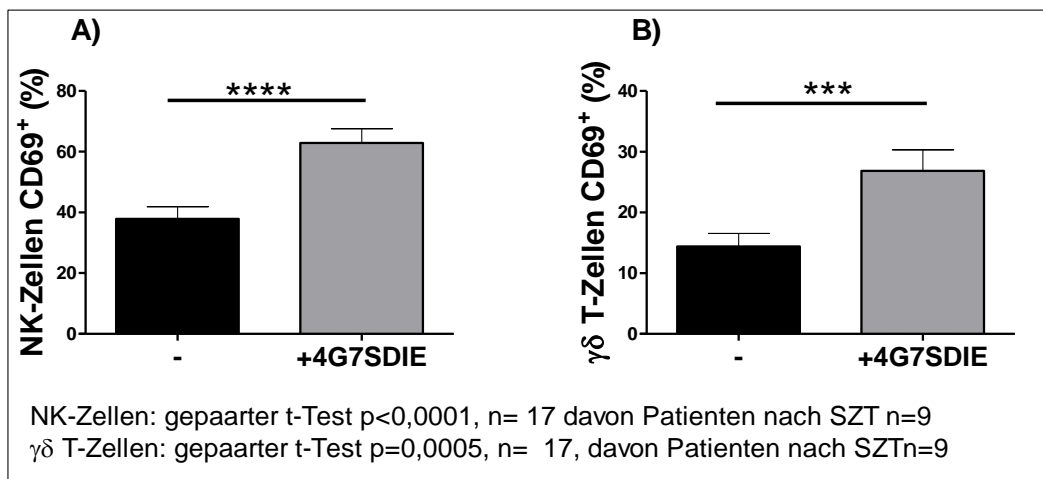 A)
B)
NK-Zellen CD69+ (%)
80
60
40
20
0
****
-
+4G7SDIE
γδ T-Zellen CD69+ (%)
40
30
20
10
0
***
-
+4G7SDIE
NK-Zellen: gepaarter t-Test p<0,0001, n= 17 davon Patienten nach SZT n=9
γδ T-Zellen: gepaarter t-Test p=0,0005, n= 17, davon Patienten nach SZTn=9